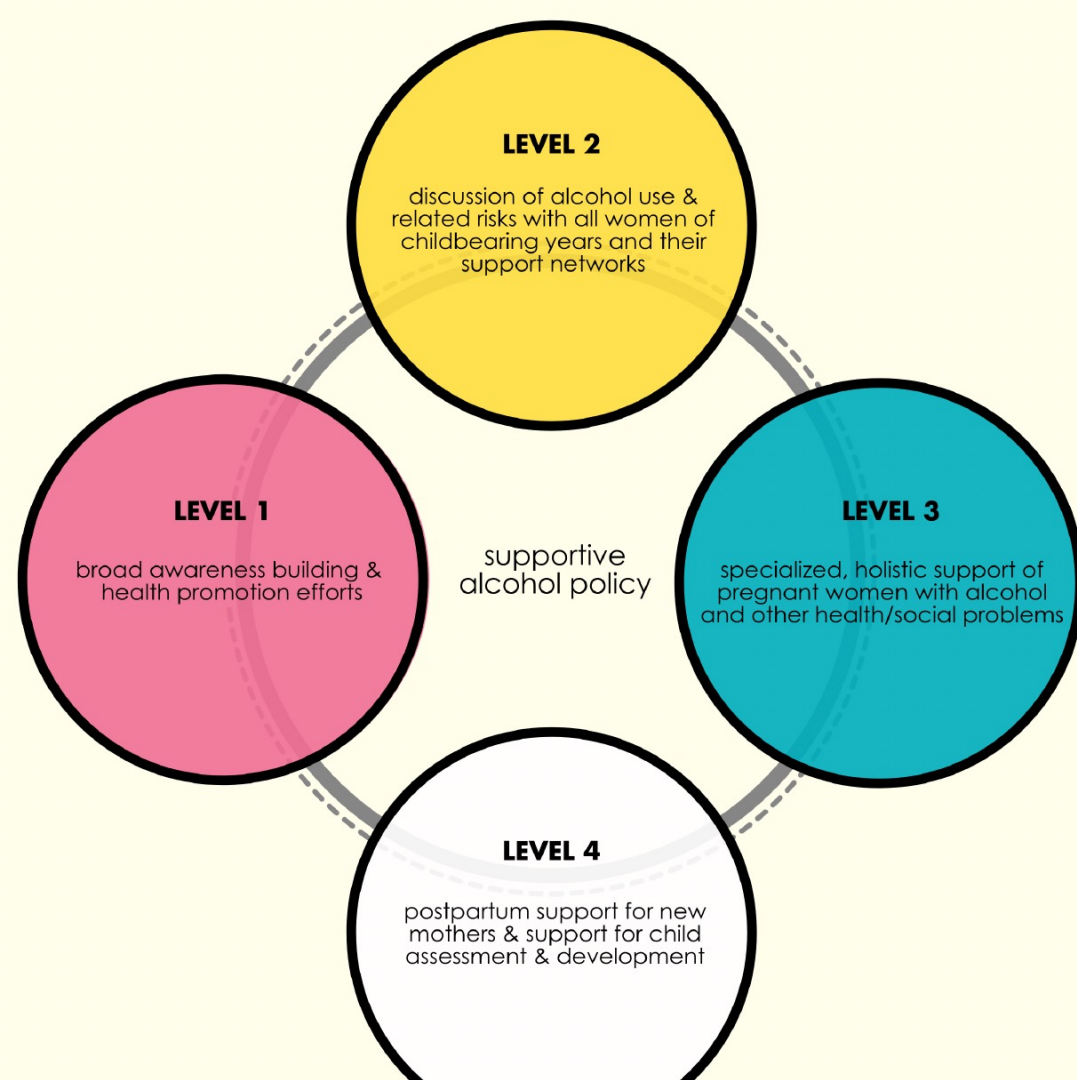 LEVEL 2
discussion of alcohol use &
related risks with all women of
childbearing years and their
support networks
LEVEL 1
broad awareness building &
health promotion efforts
supportive
alcohol policy
LEVEL 3
specialized, holistic support of
pregnant women with alcohol
and other health/social problems
LEVEL 4
postpartum support for new
mothers & support for child
assessment & development